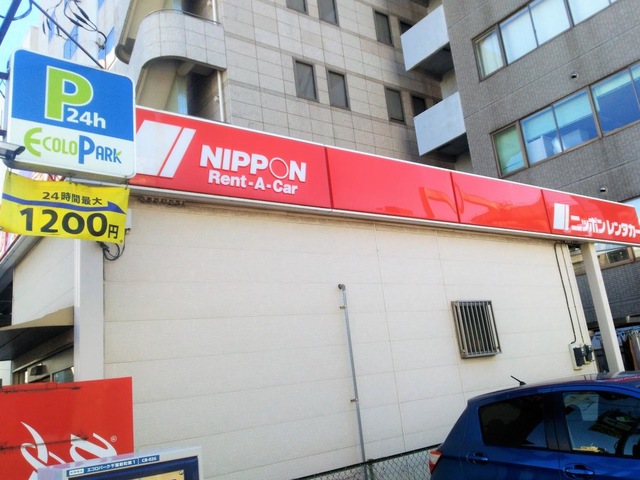 P 24h
ECOLO PARK
24時間最大
1200円
NIPPON
Rent-A-Car
ニッポンレンタカー